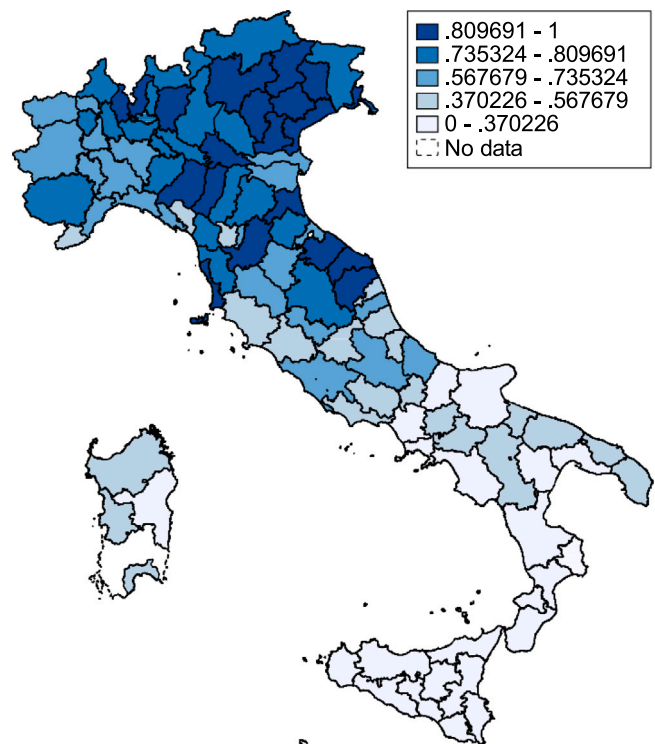 .809691 - 1
.735324 - .809691
.567679 - .735324
.370226 - .567679
0 - .370226
No data